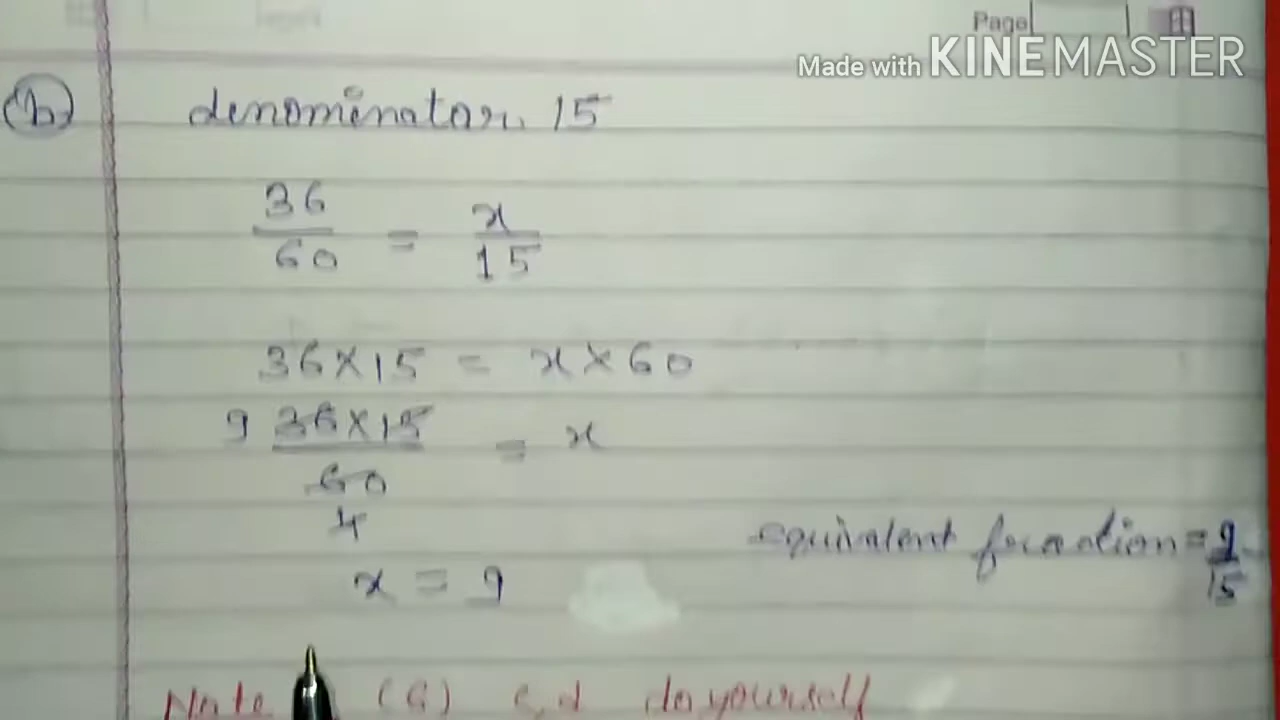 Page
Made with KINEMASTER
(b) denominator 15
36/60 = x/15
36×15 = x×60
9 36×15/60 = x
4
x = 9
equivalent fraction = 9/15
Note (G) c,d do yourself